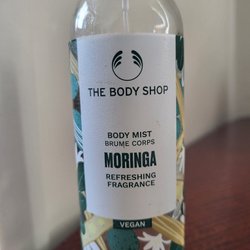 THE BODY SHOP
BODY MIST
BRUME CORPS
MORINGA
REFRESHING
FRAGRANCE
VEGAN